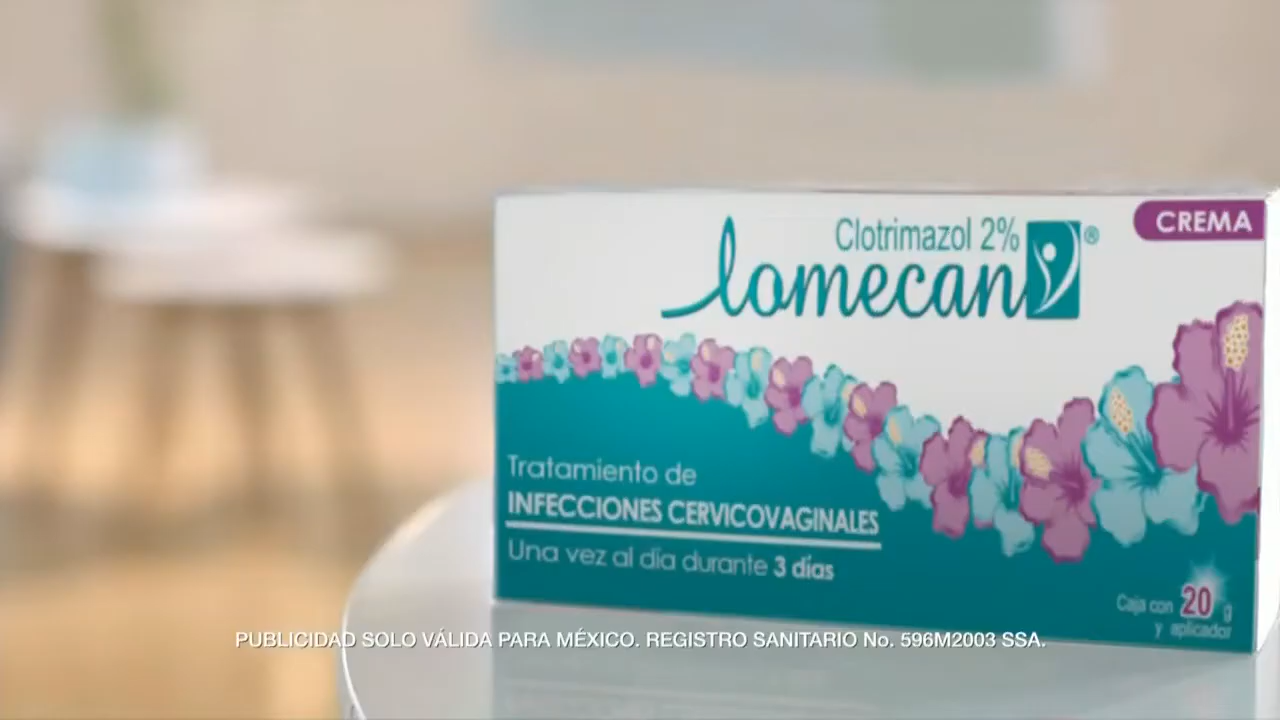 Clotrimazol 2%
lomecan®
CREMA
Tratamiento de
INFECCIONES CERVICOVAGINALES
Una vez al día durante 3 días
Caja con 20 g
y aplicador
PUBLICIDAD SOLO VÁLIDA PARA MÉXICO. REGISTRO SANITARIO No. 596M2003 SSA.